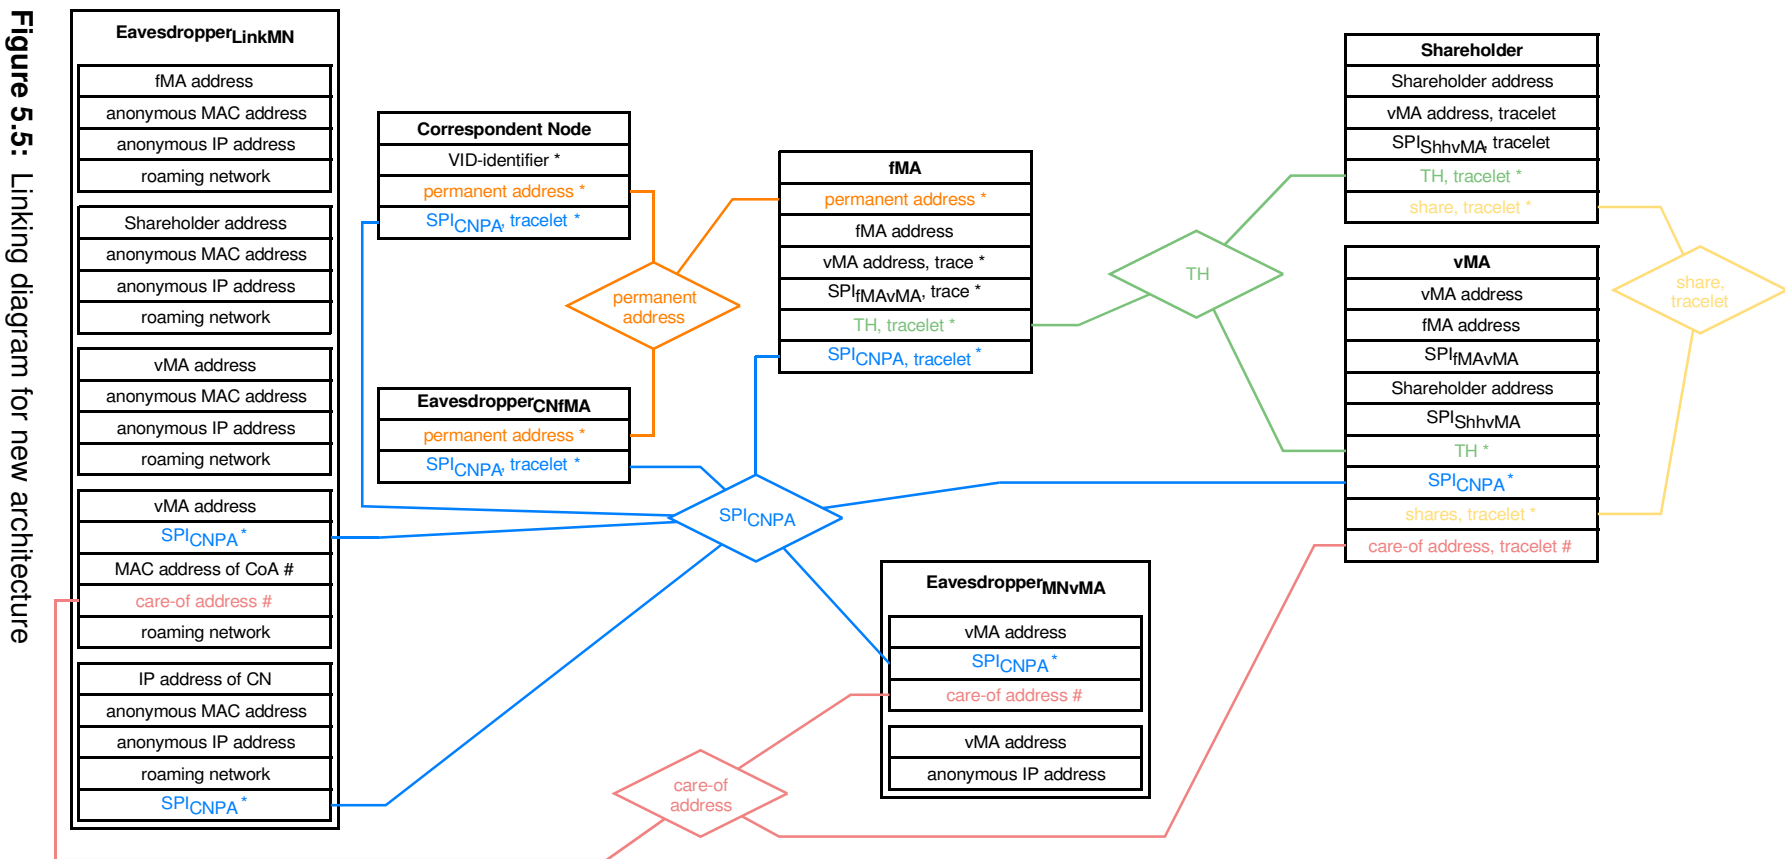 Figure 5.5: Linking diagram for new architecture
EavesdropperLinkMN
fMA address
anonymous MAC address
anonymous IP address
roaming network
Shareholder address
anonymous MAC address
anonymous IP address
roaming network
vMA address
anonymous MAC address
anonymous IP address
roaming network
vMA address
SPICNPA *
MAC address of CoA #
care-of address #
roaming network
IP address of CN
anonymous MAC address
anonymous IP address
roaming network
SPICNPA *
Correspondent Node
VID-identifier *
permanent address *
SPICNPA, tracelet *
permanent
address
EavesdropperCNfMA
permanent address *
SPICNPA, tracelet *
fMA
permanent address *
fMA address
vMA address, trace *
SPIfMAvMA, trace *
TH, tracelet *
SPICNPA, tracelet *
SPICNPA
EavesdropperMNvMA
vMA address
SPICNPA *
care-of address #
vMA address
anonymous IP address
care-of
address
TH
Shareholder
Shareholder address
vMA address, tracelet
SPIShhvMA, tracelet
TH, tracelet *
share, tracelet *
vMA
vMA address
fMA address
SPIfMAvMA
Shareholder address
SPIShhvMA
TH *
SPICNPA *
shares, tracelet *
care-of address, tracelet #
share,
tracelet